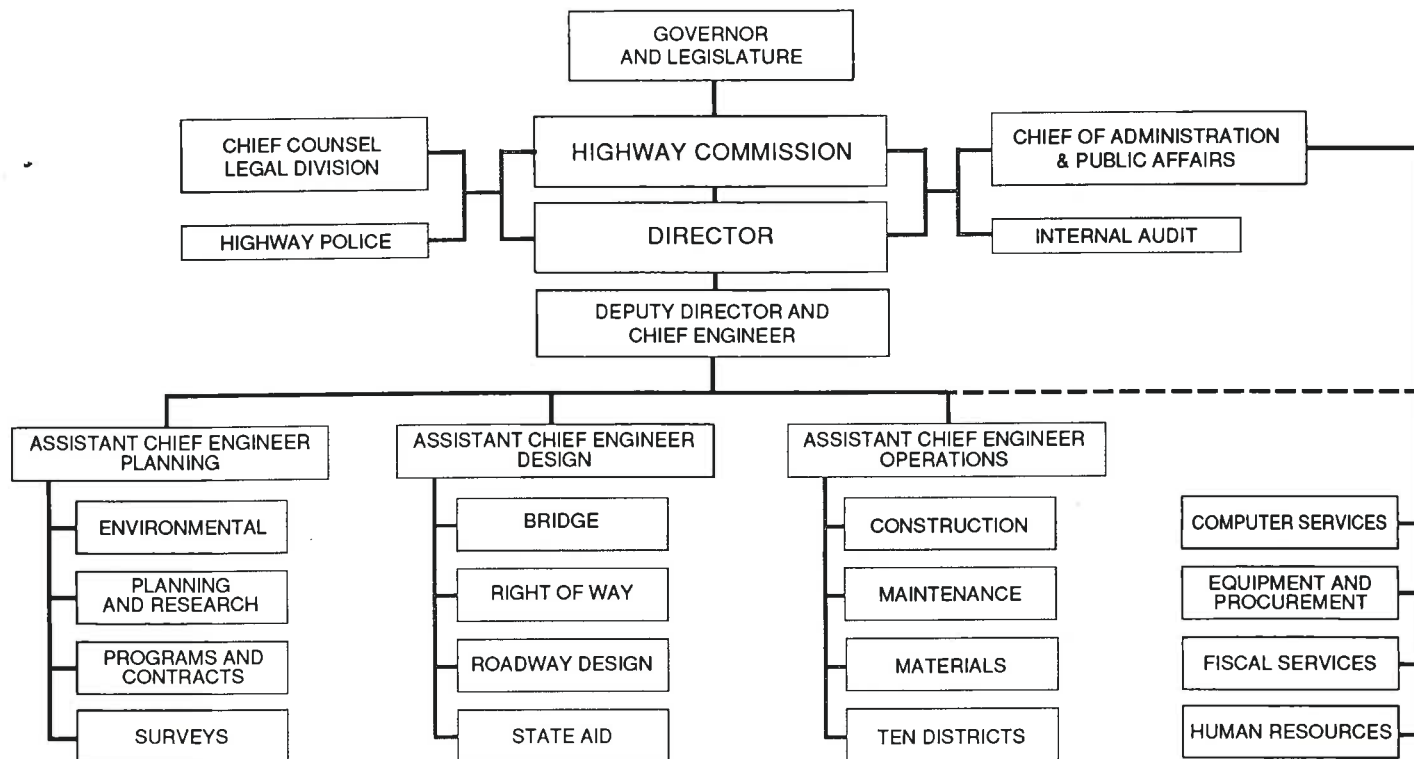 GOVERNOR
AND LEGISLATURE
CHIEF COUNSEL
LEGAL DIVISION
HIGHWAY COMMISSION
CHIEF OF ADMINISTRATION
& PUBLIC AFFAIRS
HIGHWAY POLICE
DIRECTOR
INTERNAL AUDIT
DEPUTY DIRECTOR AND
CHIEF ENGINEER
ASSISTANT CHIEF ENGINEER
PLANNING
ENVIRONMENTAL
PLANNING
AND RESEARCH
PROGRAMS AND
CONTRACTS
SURVEYS
ASSISTANT CHIEF ENGINEER
DESIGN
BRIDGE
RIGHT OF WAY
ROADWAY DESIGN
STATE AID
ASSISTANT CHIEF ENGINEER
OPERATIONS
CONSTRUCTION
MAINTENANCE
MATERIALS
TEN DISTRICTS
COMPUTER SERVICES
EQUIPMENT AND
PROCUREMENT
FISCAL SERVICES
HUMAN RESOURCES